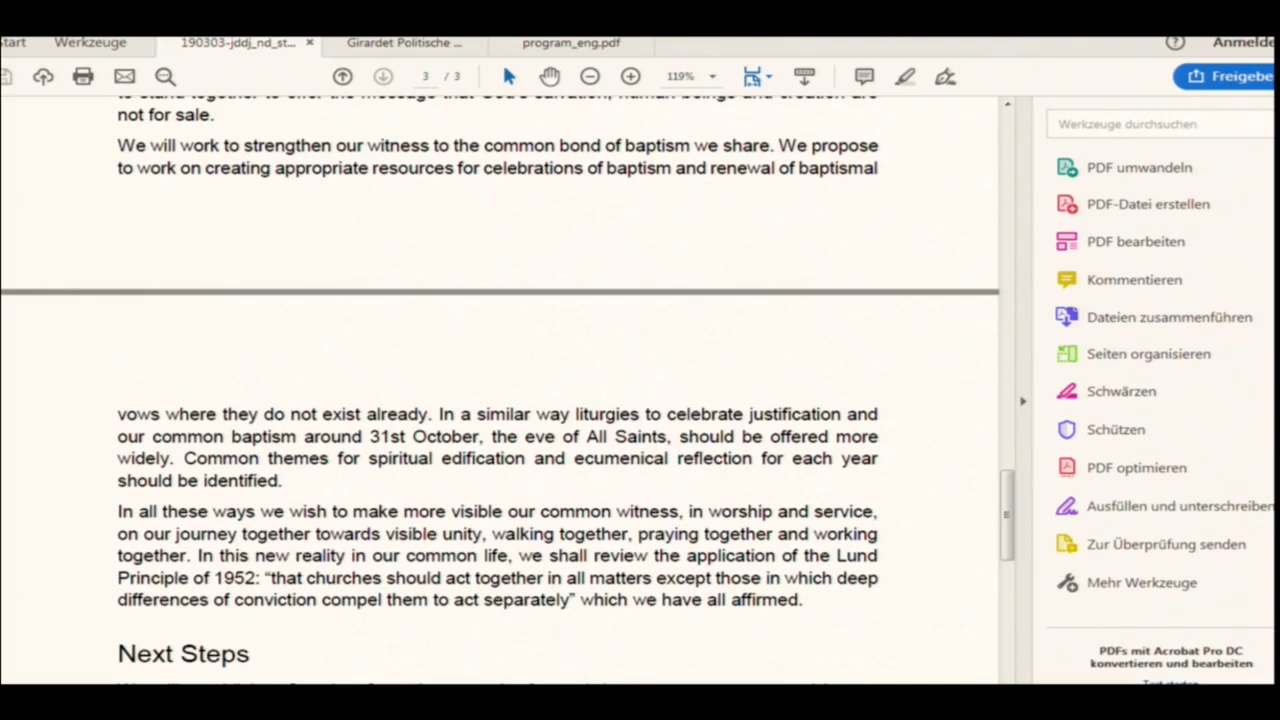 tart Werkzeuge 190303-jddj_nd_st... × Girardet Politische ... program_eng.pdf Anmelde
3 / 3 119% Freigebe
not for sale.
We will work to strengthen our witness to the common bond of baptism we share. We propose
to work on creating appropriate resources for celebrations of baptism and renewal of baptismal
vows where they do not exist already. In a similar way liturgies to celebrate justification and
our common baptism around 31st October, the eve of All Saints, should be offered more
widely. Common themes for spiritual edification and ecumenical reflection for each year
should be identified.
In all these ways we wish to make more visible our common witness, in worship and service,
on our journey together towards visible unity, walking together, praying together and working
together. In this new reality in our common life, we shall review the application of the Lund
Principle of 1952: “that churches should act together in all matters except those in which deep
differences of conviction compel them to act separately” which we have all affirmed.
Next Steps
Werkzeuge durchsuchen
PDF umwandeln
PDF-Datei erstellen
PDF bearbeiten
Kommentieren
Dateien zusammenführen
Seiten organisieren
Schwärzen
Schützen
PDF optimieren
Ausfüllen und unterschreiben
Zur Überprüfung senden
Mehr Werkzeuge
PDFs mit Acrobat Pro DC
konvertieren und bearbeiten